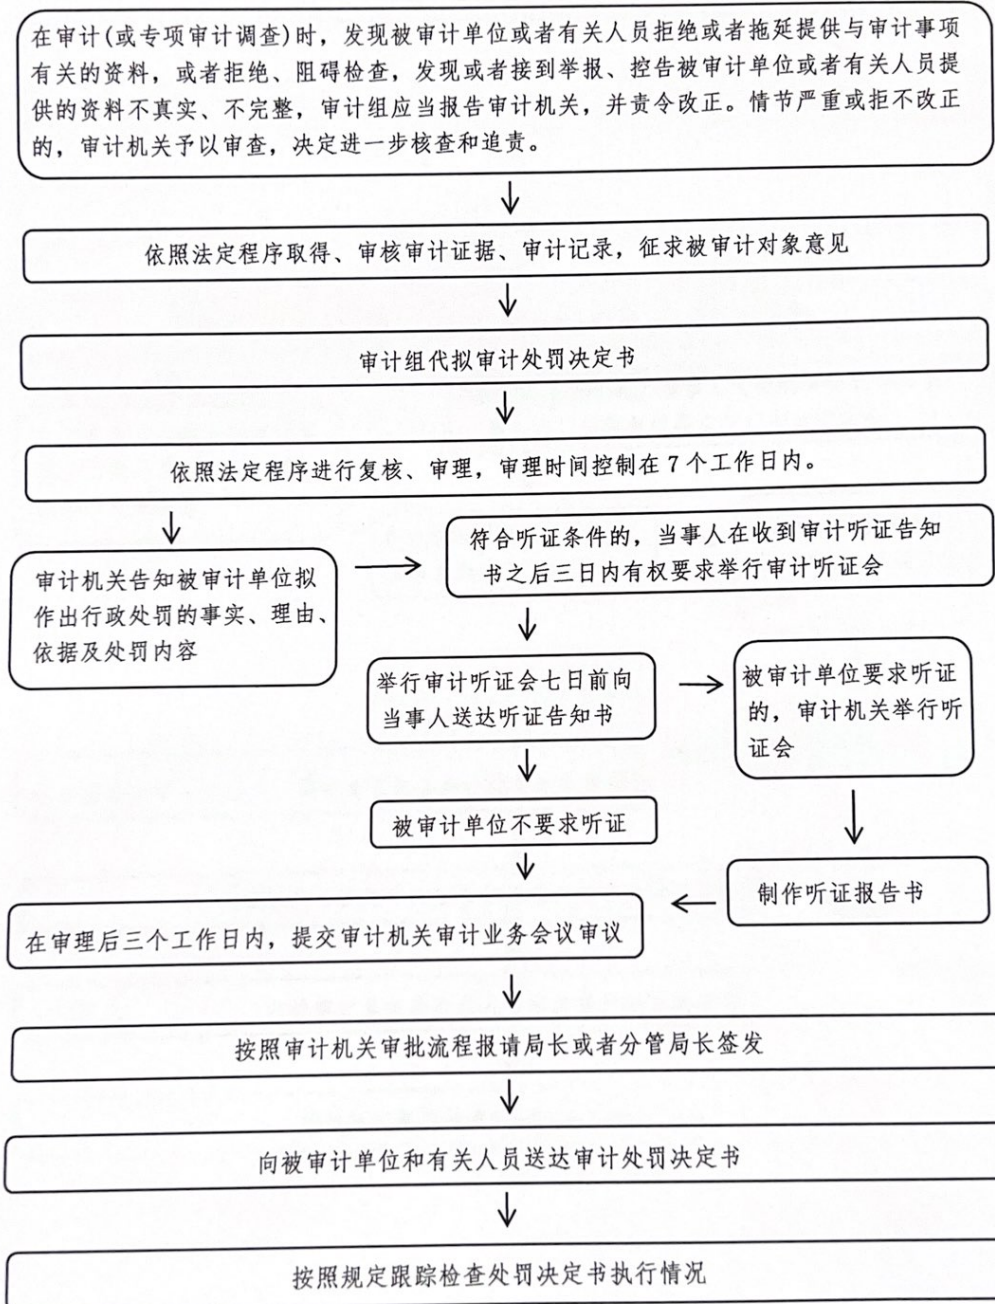 在审计(或专项审计调查)时，发现被审计单位或者有关人员拒绝或者拖延提供与审计事项
有关的资料，或者拒绝、阻碍检查，发现或者接到举报、控告被审计单位或者有关人员提
供的资料不真实、不完整，审计组应当报告审计机关，并责令改正。情节严重或拒不改正
的，审计机关予以审查，决定进一步核查和追责。
依照法定程序取得、审核审计证据、审计记录，征求被审计对象意见
审计组代拟审计处罚决定书
依照法定程序进行复核、审理，审理时间控制在7个工作日内。
审计机关告知被审计单位拟
作出行政处罚的事实、理由、
依据及处罚内容
符合听证条件的，当事人在收到审计听证告知
书之后三日内有权要求举行审计听证会
举行审计听证会七日前向
当事人送达听证告知书
被审计单位要求听证
的，审计机关举行听
证会
被审计单位不要求听证
制作听证报告书
在审理后三个工作日内，提交审计机关审计业务会议审议
按照审计机关审批流程报请局长或者分管局长签发
向被审计单位和有关人员送达审计处罚决定书
按照规定跟踪检查处罚决定书执行情况